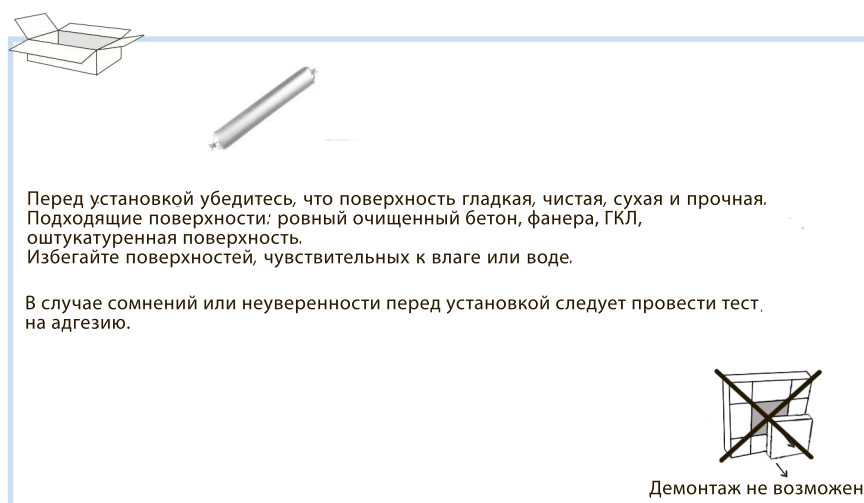 Перед установкой убедитесь, что поверхность гладкая, чистая, сухая и прочная.
Подходящие поверхности: ровный очищенный бетон, фанера, ГКЛ,
оштукатуренная поверхность.
Избегайте поверхностей, чувствительных к влаге или воде.
В случае сомнений или неуверенности перед установкой следует провести тест
на адгезию.
Демонтаж не возможен